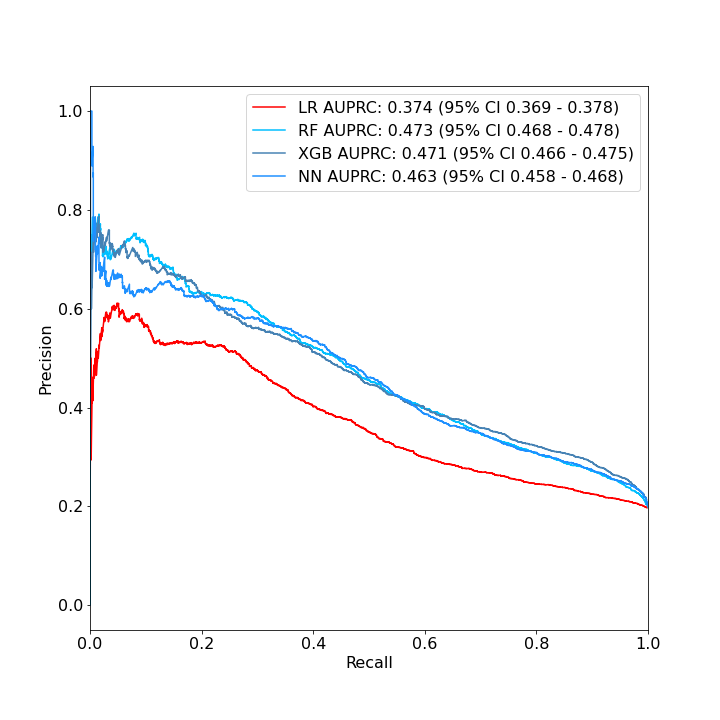 LR AUPRC: 0.374 (95% CI 0.369 - 0.378)
RF AUPRC: 0.473 (95% CI 0.468 - 0.478)
XGB AUPRC: 0.471 (95% CI 0.466 - 0.475)
NN AUPRC: 0.463 (95% CI 0.458 - 0.468)
1.0
0.8
0.6
0.4
0.2
0.0
Precision
0.0 0.2 0.4 0.6 0.8 1.0
Recall